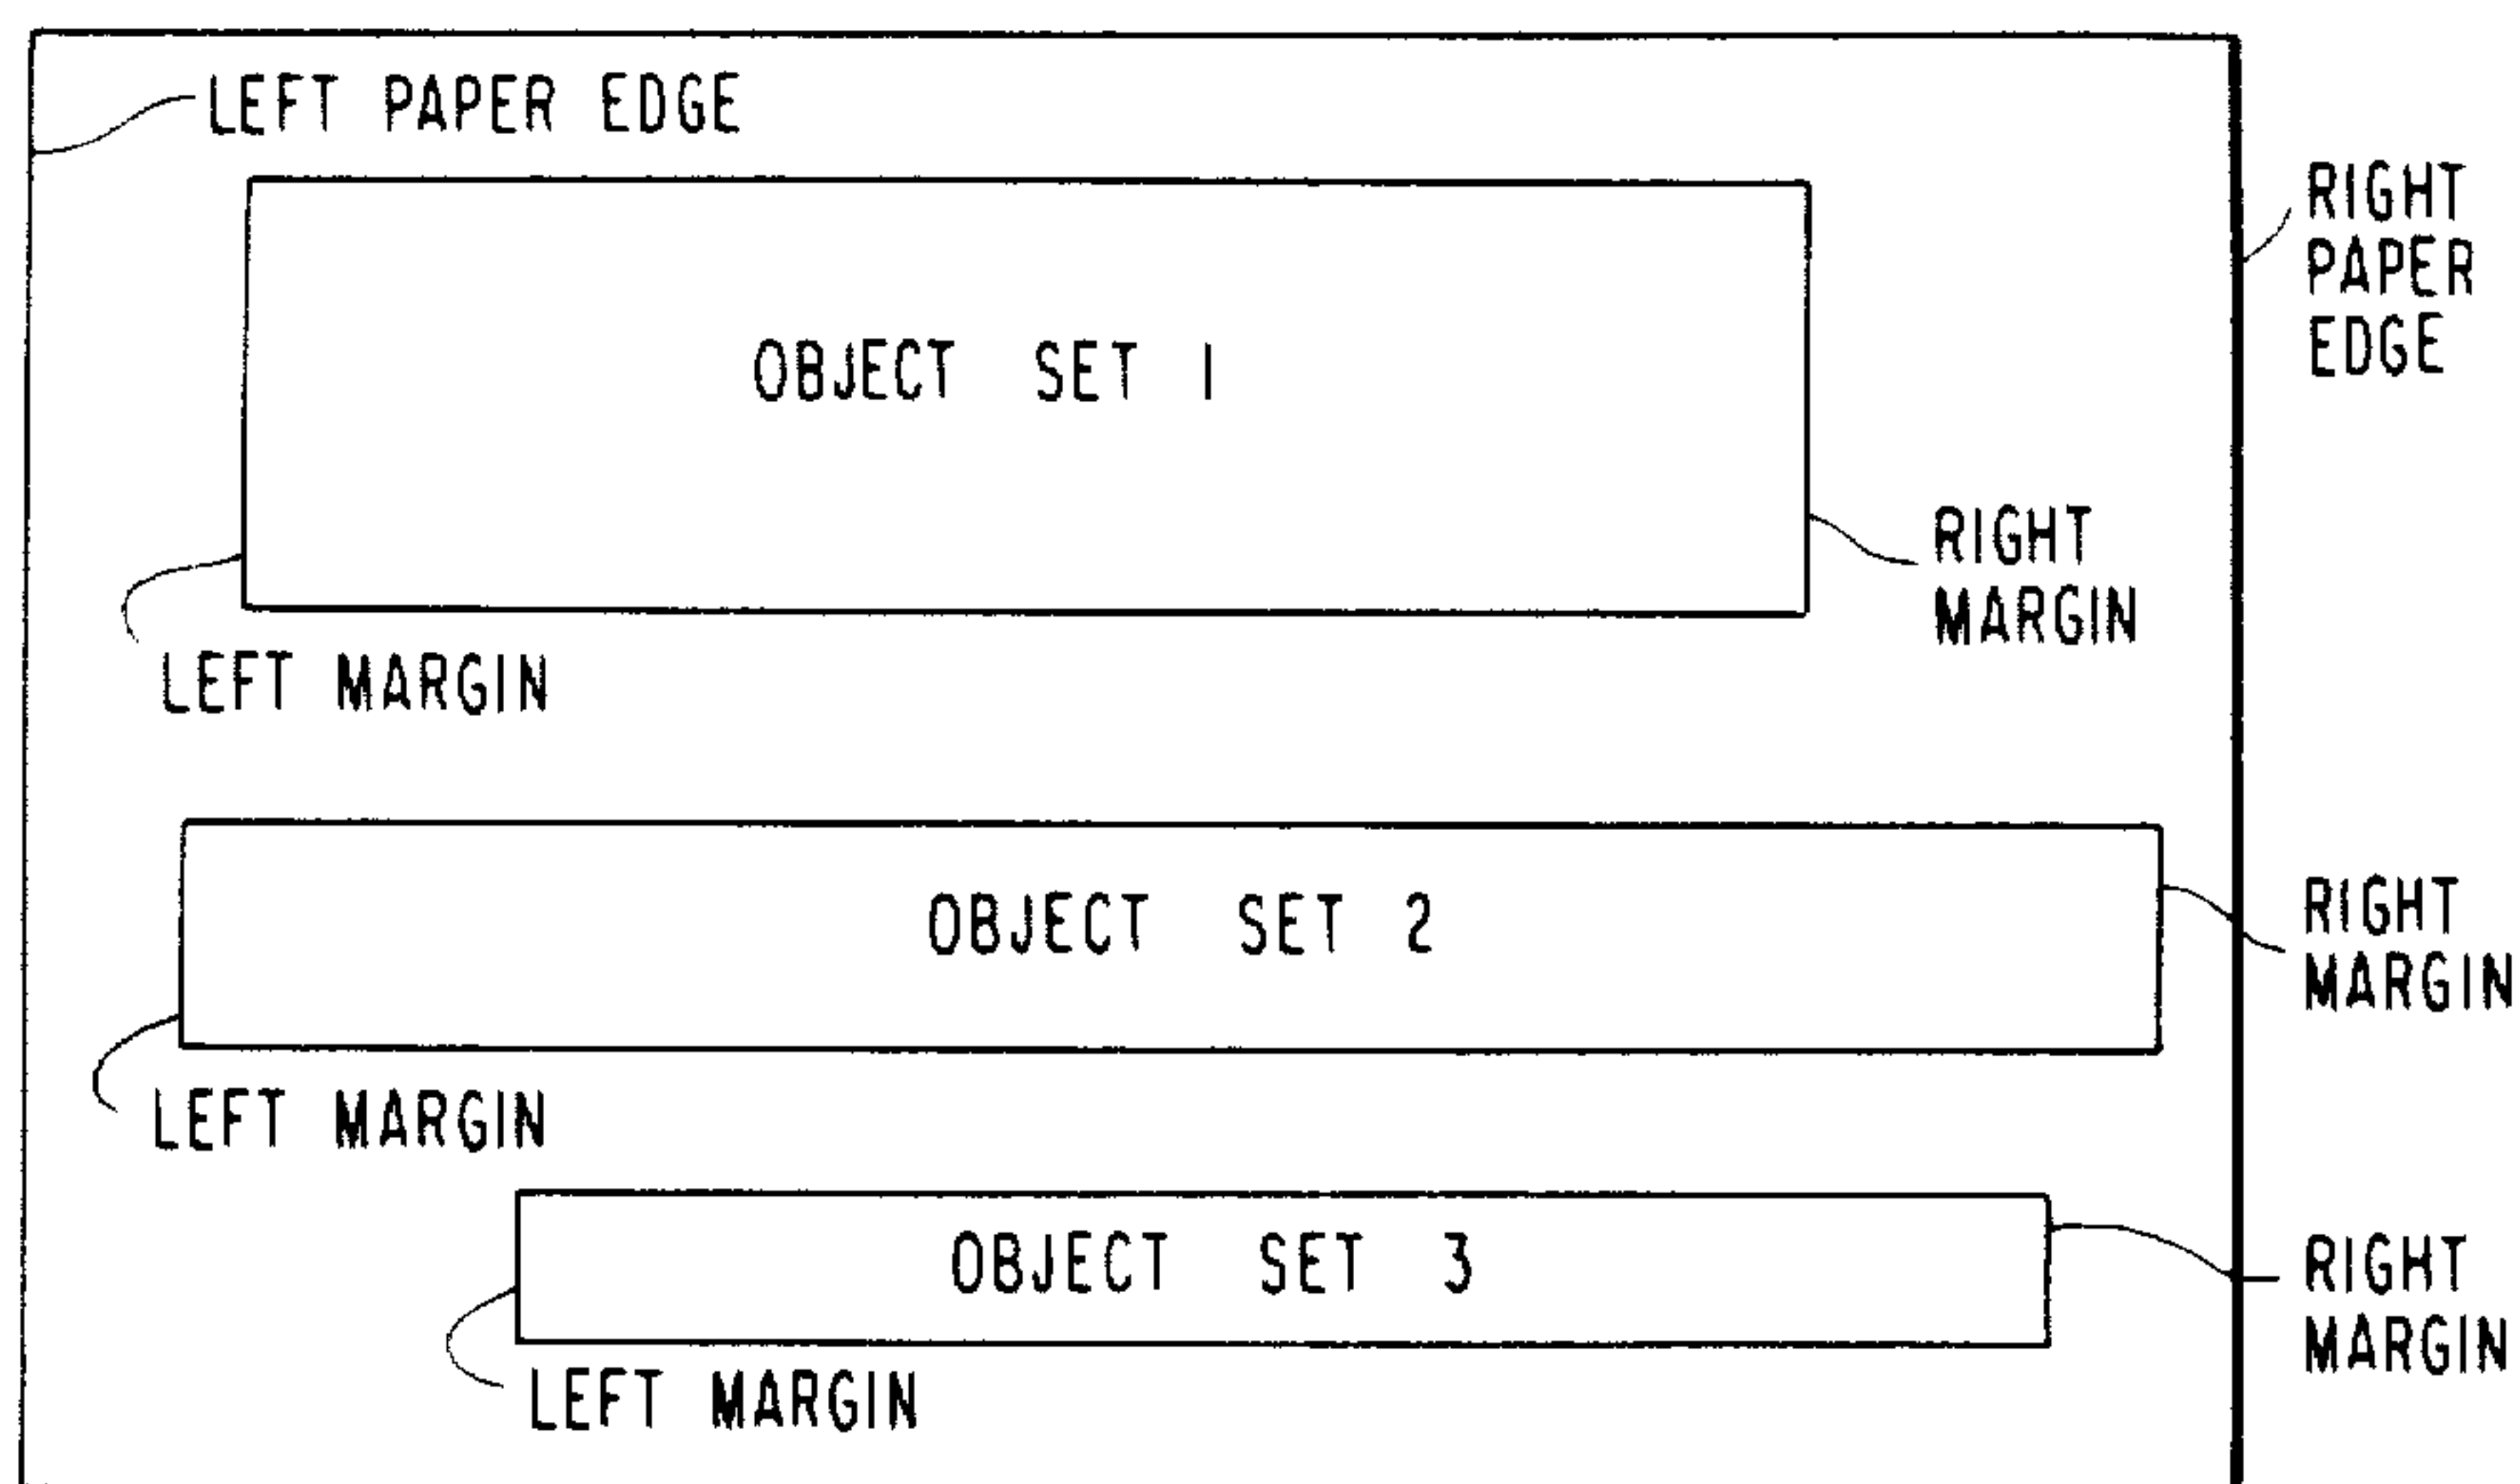 LEFT PAPER EDGE
RIGHT
PAPER
EDGE
OBJECT SET 1
RIGHT
MARGIN
LEFT MARGIN
OBJECT SET 2
RIGHT
MARGIN
LEFT MARGIN
OBJECT SET 3
RIGHT
MARGIN
LEFT MARGIN